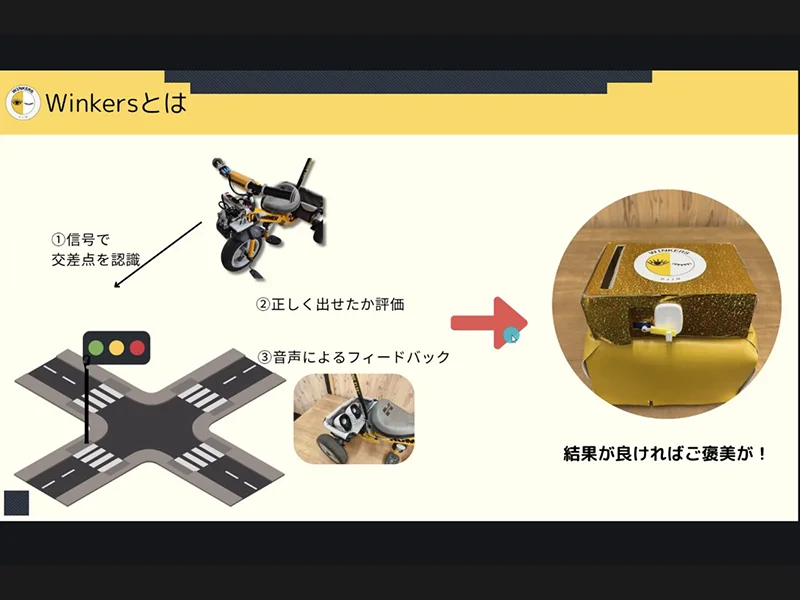 WINKERS
Winkersとは
①信号で
交差点を認識
②正しく出せたか評価
③音声によるフィードバック
WINKERS
結果が良ければご褒美が！